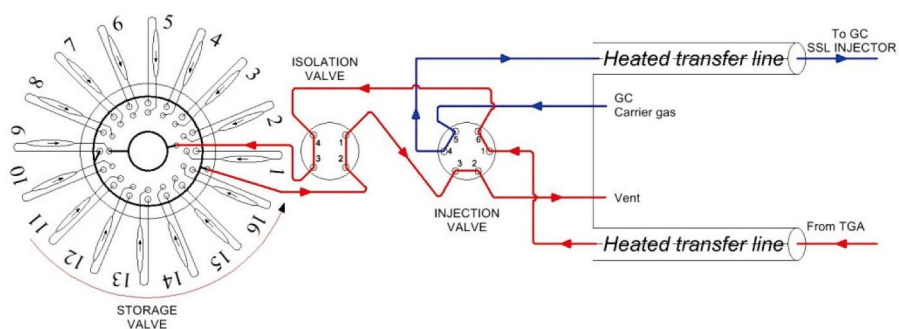 5
6
4
7
3
8
2
9
1
10
16
11
15
12
14
13
STORAGE
VALVE
ISOLATION
VALVE
4
1
3
2
5
6
4
1
3
2
INJECTION
VALVE
Heated transfer line
To GC
SSL INJECTOR
GC
Carrier gas
Vent
Heated transfer line
From TGA